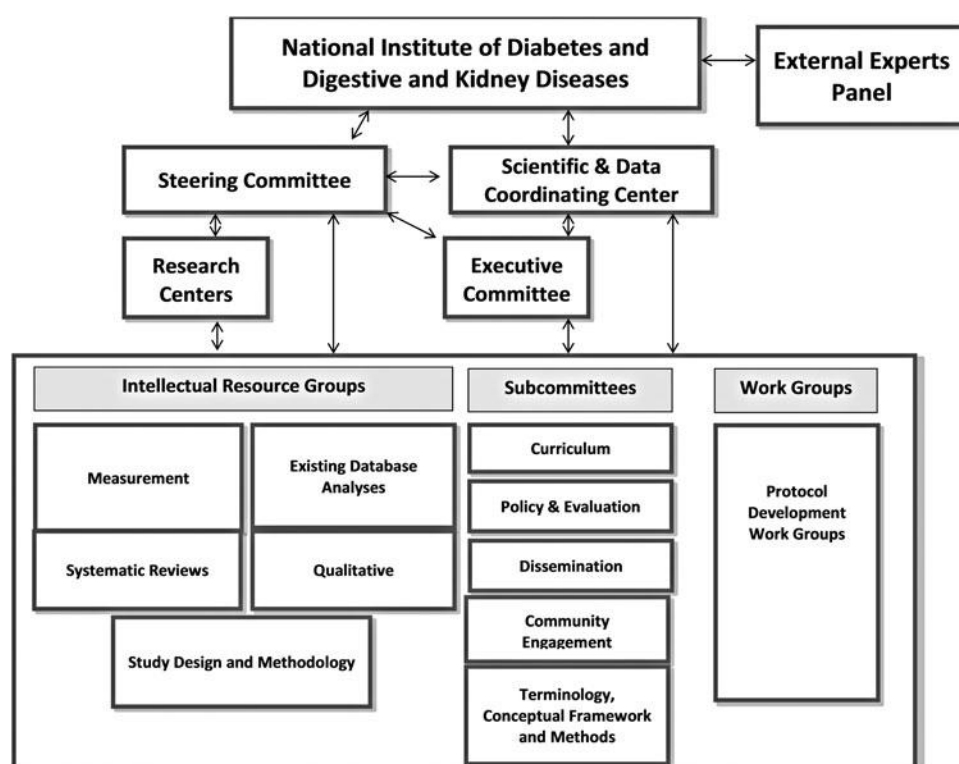 National Institute of Diabetes and
Digestive and Kidney Diseases
External Experts
Panel
Steering Committee
Scientific & Data
Coordinating Center
Research
Centers
Executive
Committee
Intellectual Resource Groups
Subcommittees
Work Groups
Measurement
Existing Database
Analyses
Systematic Reviews
Qualitative
Study Design and Methodology
Curriculum
Policy & Evaluation
Dissemination
Community
Engagement
Terminology,
Conceptual Framework
and Methods
Protocol
Development
Work Groups